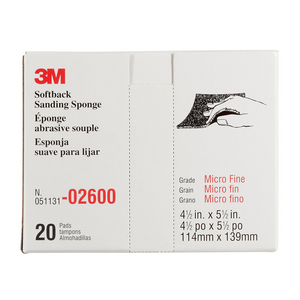 3M
Softback
Sanding Sponge
Éponge
abrasive souple
Esponja
suave para lijar
N.
051131-02600
20 Pads
tampons
Almohadillas
Grade Micro Fine
Grain Micro fin
Grano Micro fino
4½ in. x 5½ in.
4½ po x 5½ po
114mm x 139mm